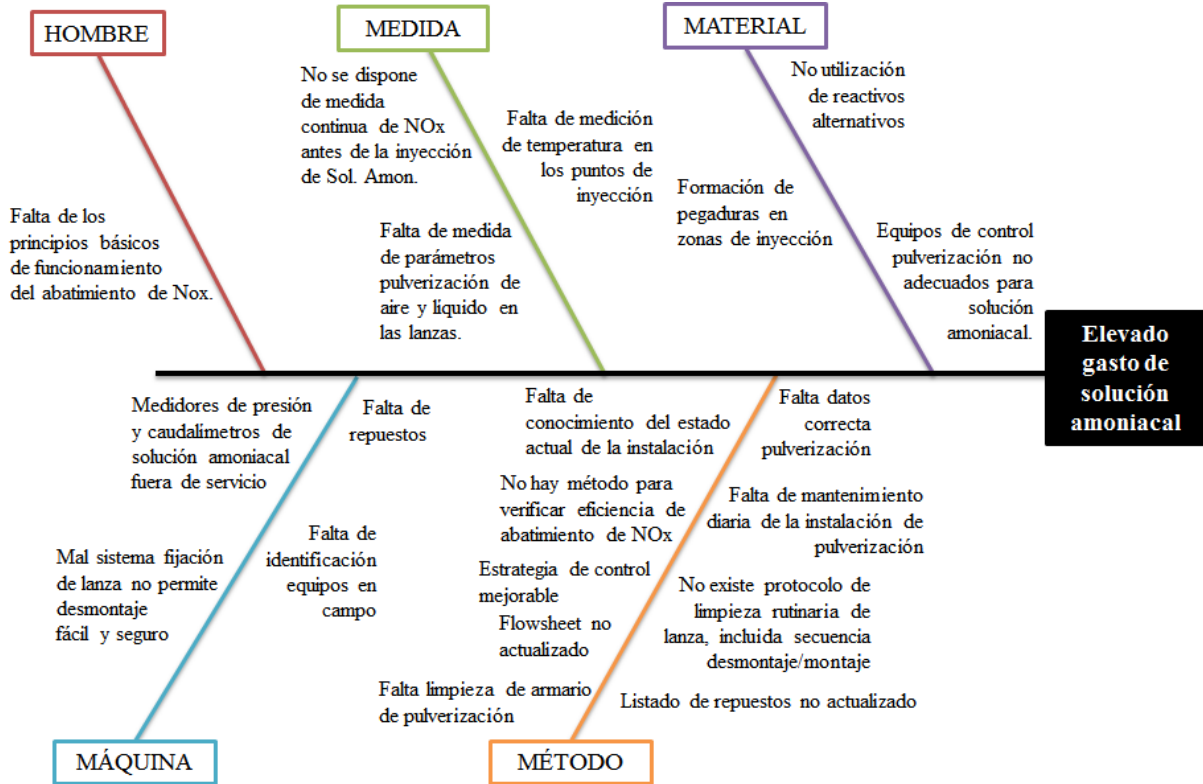 HOMBRE
MEDIDA
MATERIAL
Falta de los
principios básicos
de funcionamiento
del abatimiento de Nox.
No se dispone
de medida
continua de NOx
antes de la inyección
de Sol. Amon.
Falta de medición
de temperatura en
los puntos de
inyección
Falta de medida
de parámetros
pulverización de
aire y líquido en
las lanzas.
No utilización
de reactivos
alternativos
Formación de
pegaduras en
zonas de inyección
Equipos de control
pulverización no
adecuados para
solución
amoniacal.
Elevado
gasto de
solución
amoniacal
Medidores de presión
y caudalímetros de
solución amoniacal
fuera de servicio
Falta de
repuestos
Mal sistema fijación
de lanza no permite
desmontaje
fácil y seguro
Falta de
identificación
equipos en
campo
Falta de
conocimiento del estado
actual de la instalación
Falta datos
correcta
pulverización
No hay método para
verificar eficiencia de
abatimiento de NOx
Falta de mantenimiento
diaria de la instalación de
pulverización
Estrategia de control
mejorable
Flowsheet no
actualizado
No existe protocolo de
limpieza rutinaria de
lanza, incluida secuencia
desmontaje/montaje
Falta limpieza de armario
de pulverización
Listado de repuestos no actualizado
MÁQUINA
MÉTODO